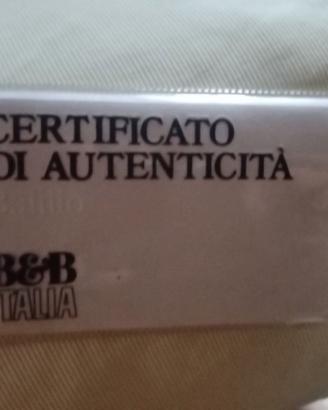 CERTIFICATO
DI AUTENTICITÀ
B&B
ITALIA